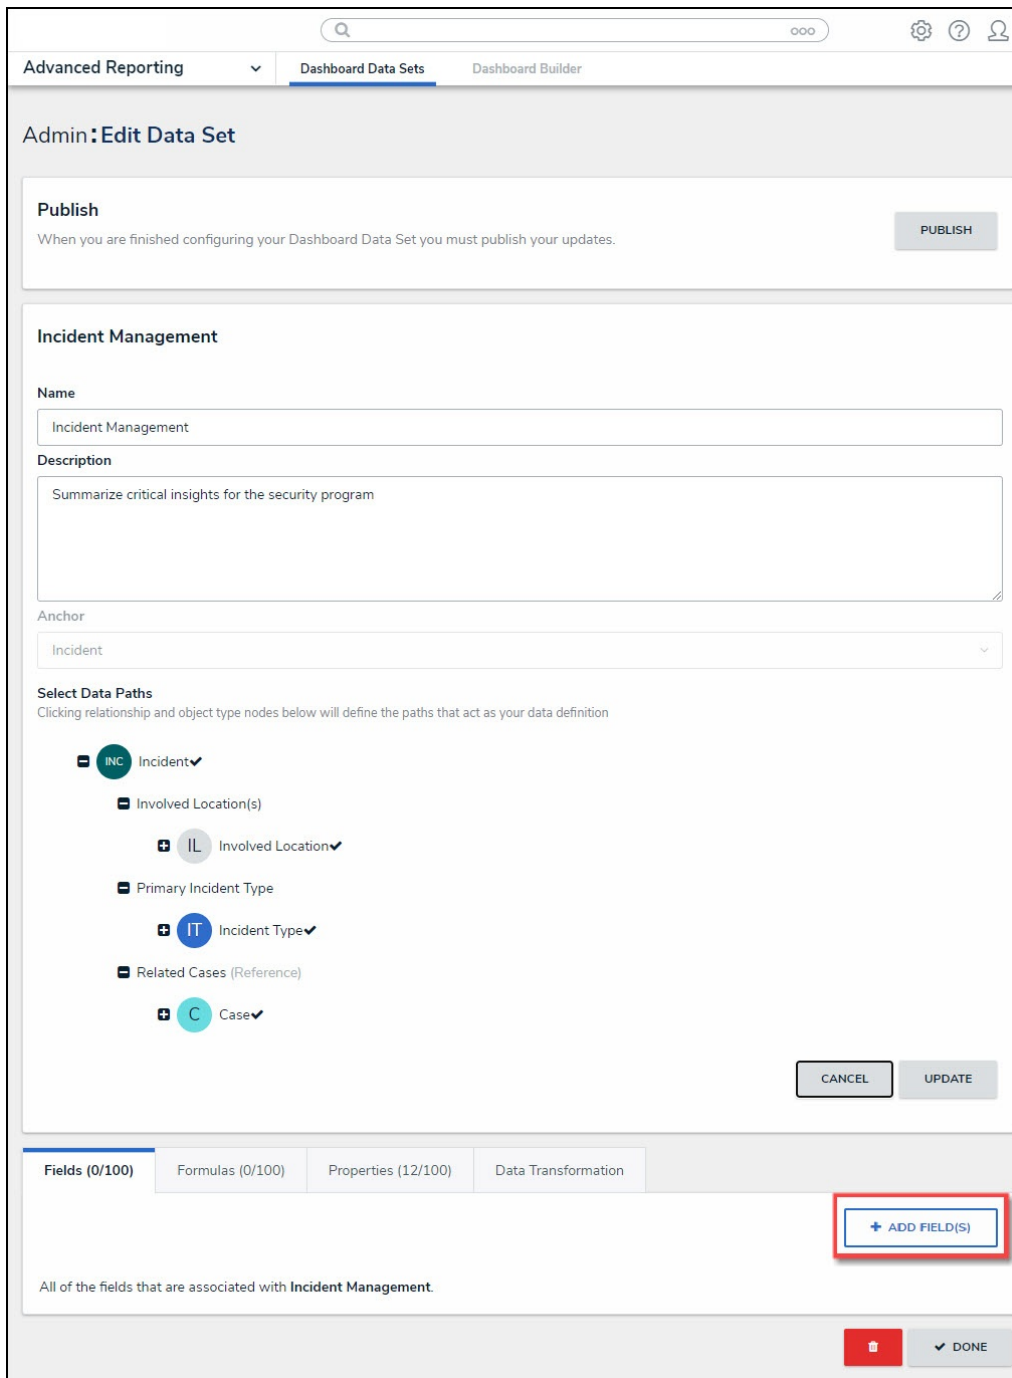 Advanced Reporting
Dashboard Data Sets
Dashboard Builder
Admin:Edit Data Set
Publish
When you are finished configuring your Dashboard Data Set you must publish your updates.
PUBLISH
Incident Management
Name
Incident Management
Description
Summarize critical insights for the security program
Anchor
Incident
Select Data Paths
Clicking relationship and object type nodes below will define the paths that act as your data definition
INC Incident
Involved Location(s)
IL Involved Location
Primary Incident Type
IT Incident Type
Related Cases (Reference)
C Case
CANCEL
UPDATE
Fields (0/100)
Formulas (0/100)
Properties (12/100)
Data Transformation
+ ADD FIELD(S)
All of the fields that are associated with Incident Management.
DONE